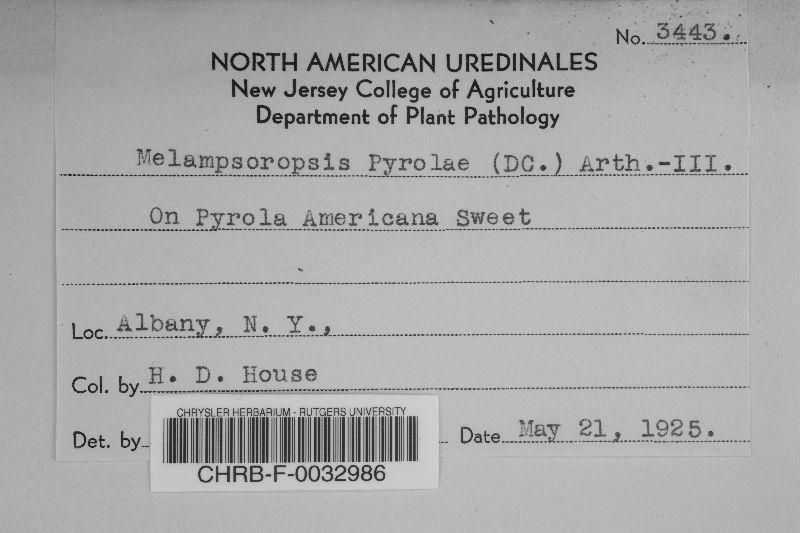 No. 3443.
NORTH AMERICAN UREDINALES
New Jersey College of Agriculture
Department of Plant Pathology
Melampsoropsis Pyrolae (DC.) Arth.-III.
On Pyrola Americana Sweet
Loc. Albany, N. Y.,
Col. by H. D. House
Det. by
Date May 21, 1925.
CHRYSLER HERBARIUM - RUTGERS UNIVERSITY
CHRB-F-0032986